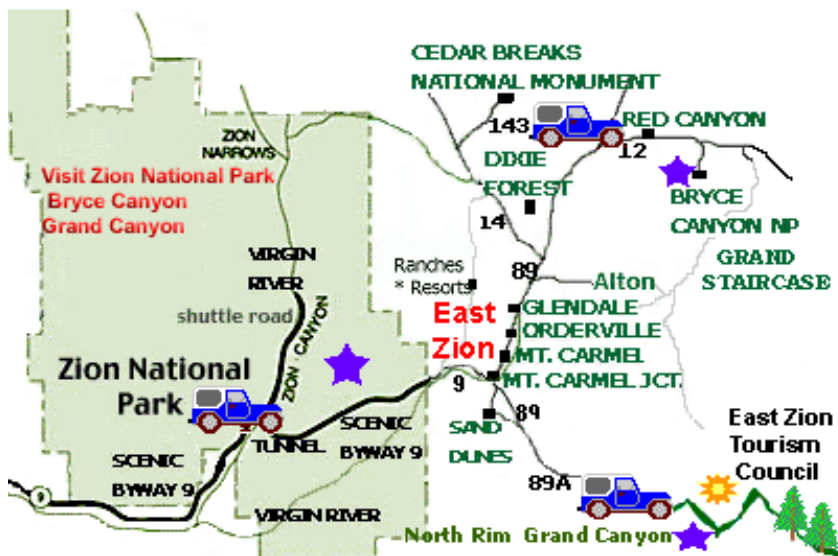 CEDAR BREAKS
NATIONAL MONUMENT
143
RED CANYON
12
ZION
NARROWS
DIXIE
FOREST
Visit Zion National Park
Bryce Canyon
Grand Canyon
BRYCE
CANYON NP
14
GRAND
STAIRCASE
VIRGIN
RIVER
Ranches
* Resorts
89
Alton
shuttle road
ZION CANYON
East
Zion
GLENDALE
ORDERVILLE
MT. CARMEL
MT. CARMEL JCT.
Zion National
Park
9
89
SAND
DUNES
TUNNEL
SCENIC
BYWAY 9
SCENIC
BYWAY 9
East Zion
Tourism
Council
89A
9
VIRGIN RIVER
North Rim Grand Canyon